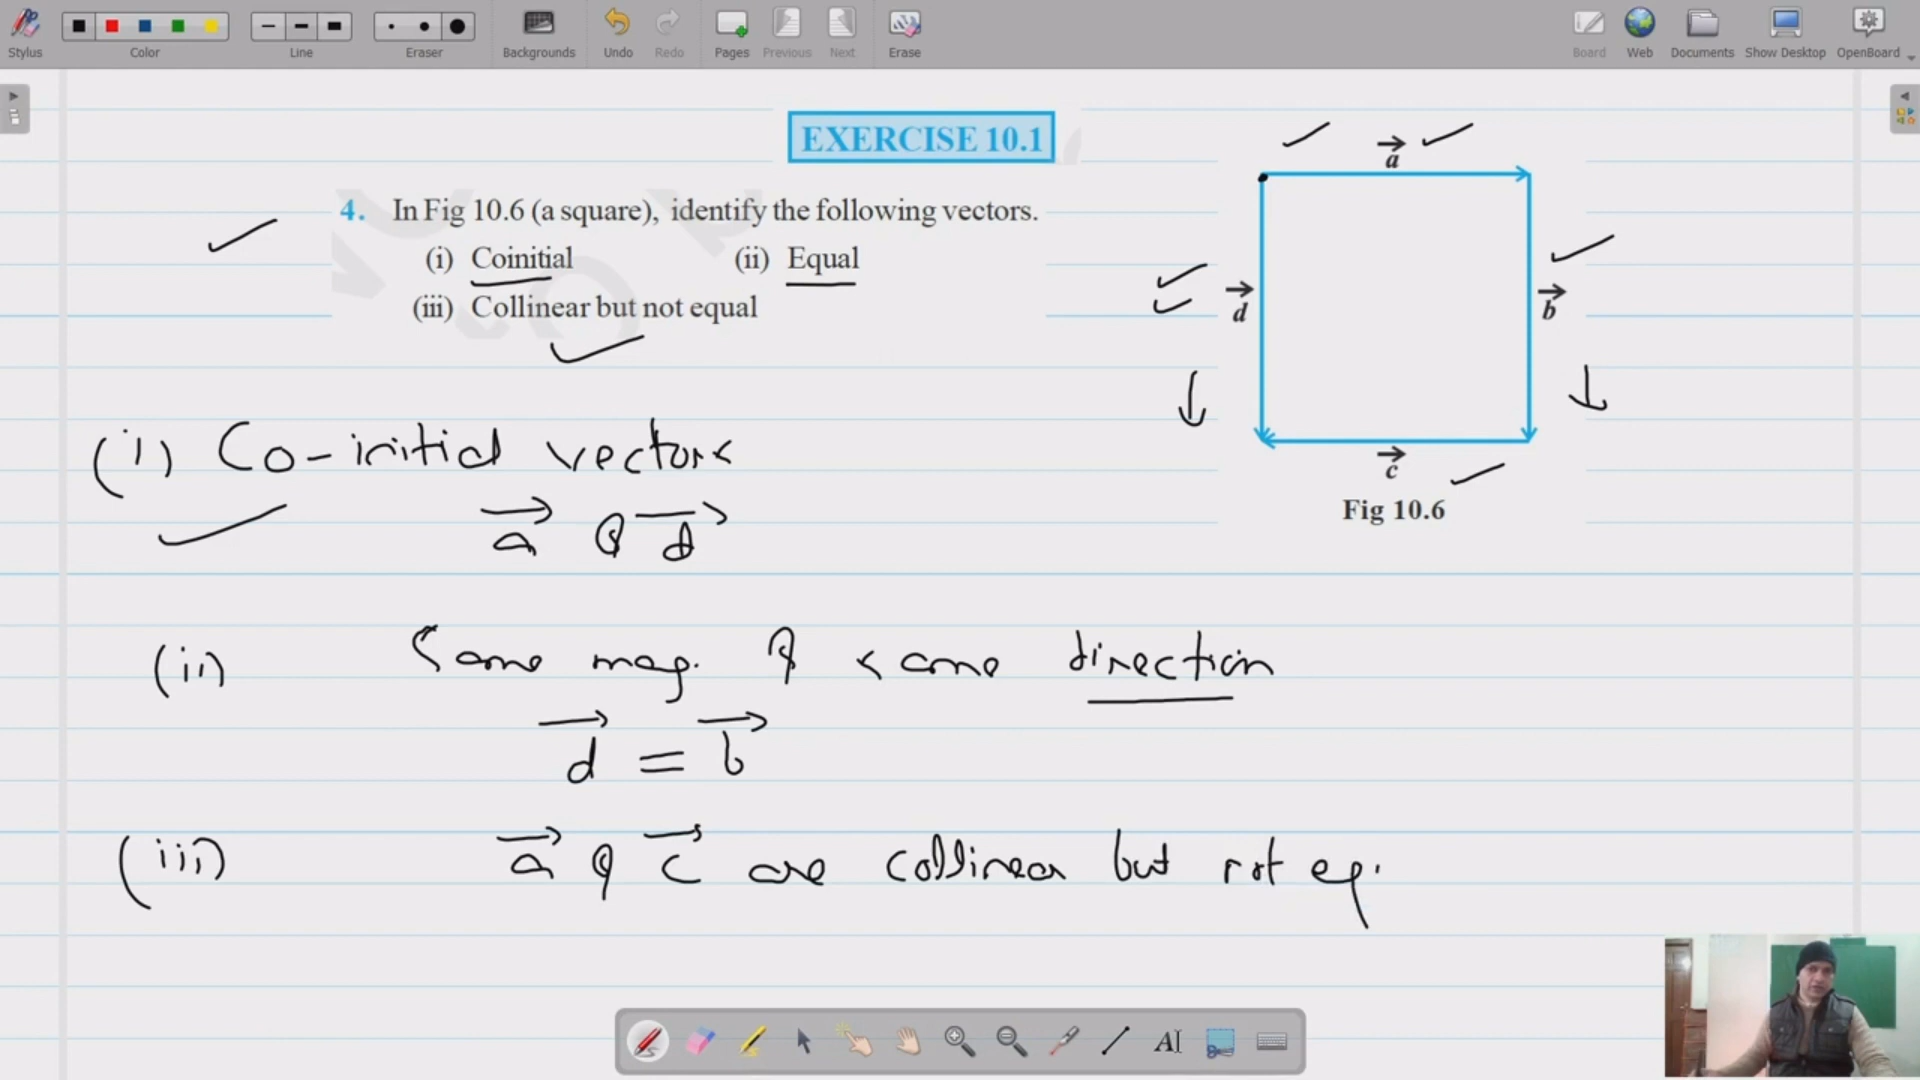 Stylus Color Line Eraser Backgrounds Undo Redo Pages Previous Next Erase Board Web Documents Show Desktop OpenBoard
EXERCISE 10.1
4. In Fig 10.6 (a square), identify the following vectors.
(i) Coinitial (ii) Equal
(iii) Collinear but not equal
a
d
b
c
Fig 10.6
(i) Co-initial vectors
a & d
(ii) Same mag. & same direction
d = b
(iii) a & c are collinear but not eq.